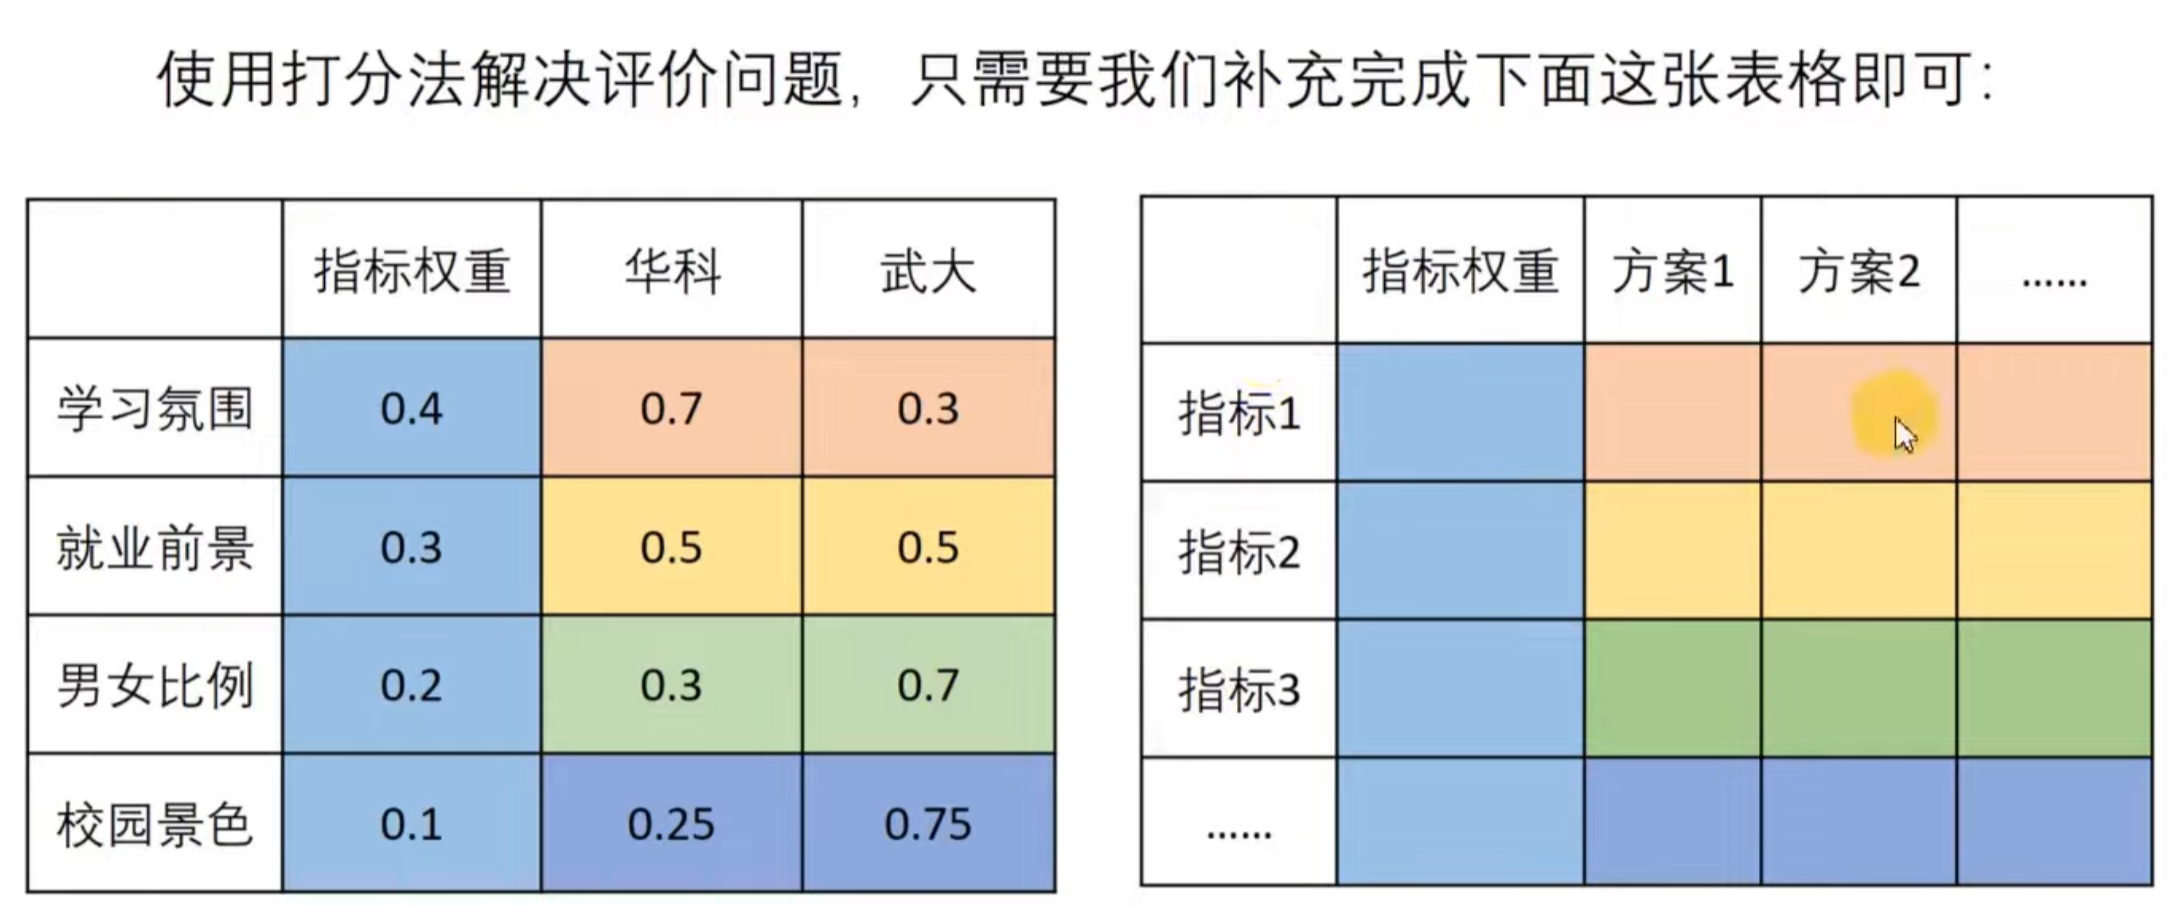 使用打分法解决评价问题，只需要我们补充完成下面这张表格即可：
指标权重 华科 武大
学习氛围 0.4 0.7 0.3
就业前景 0.3 0.5 0.5
男女比例 0.2 0.3 0.7
校园景色 0.1 0.25 0.75
指标权重 方案1 方案2 ……
指标1
指标2
指标3
……